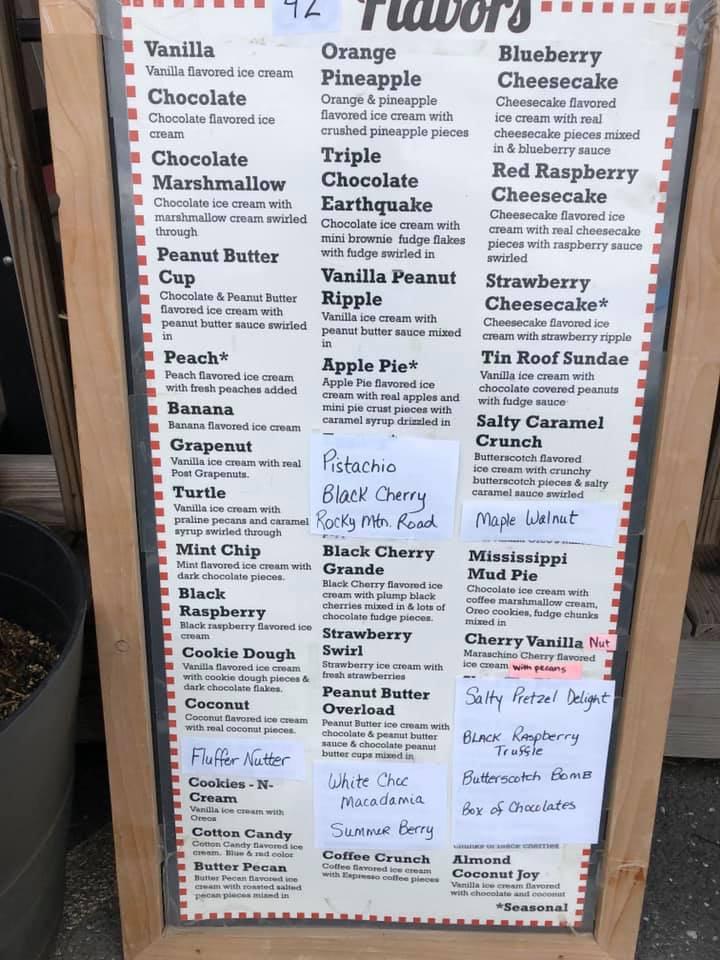 42 Flavors
Vanilla
Vanilla flavored ice cream
Chocolate
Chocolate flavored ice
cream
Chocolate
Marshmallow
Chocolate ice cream with
marshmallow cream swirled
through
Peanut Butter
Cup
Chocolate & Peanut Butter
flavored ice cream with
peanut butter sauce swirled
in
Peach*
Peach flavored ice cream
with fresh peaches added
Banana
Banana flavored ice cream
Grapenut
Vanilla ice cream with real
Post Grapenuts.
Turtle
Vanilla ice cream with
praline pecans and caramel
syrup swirled through
Mint Chip
Mint flavored ice cream with
dark chocolate pieces.
Black
Raspberry
Black raspberry flavored ice
cream
Cookie Dough
Vanilla flavored ice cream
with cookie dough pieces &
dark chocolate flakes.
Coconut
Coconut flavored ice cream
with real coconut pieces.
Fluffer Nutter
Cookies - N-
Cream
Vanilla ice cream with
Oreos
Cotton Candy
Cotton Candy flavored ice
cream. Blue & red color
Butter Pecan
Butter Pecan flavored ice
cream with roasted salted
pecan pieces mixed in
Orange
Pineapple
Orange & pineapple
flavored ice cream with
crushed pineapple pieces
Triple
Chocolate
Earthquake
Chocolate ice cream with
mini brownie fudge flakes
with fudge swirled in
Vanilla Peanut
Ripple
Vanilla ice cream with
peanut butter sauce mixed
in
Apple Pie*
Apple Pie flavored ice
cream with real apples and
mini pie crust pieces with
caramel syrup drizzled in
Pistachio
Black Cherry
Rocky Mtn. Road
Black Cherry
Grande
Black Cherry flavored ice
cream with plump black
cherries mixed in & lots of
chocolate fudge pieces.
Strawberry
Swirl
Strawberry ice cream with
fresh strawberries
Peanut Butter
Overload
Peanut Butter ice cream with
chocolate & peanut butter
sauce & chocolate peanut
butter cups mixed in
White Choc
Macadamia
Summer Berry
Coffee Crunch
Coffee flavored ice cream
with Espresso coffee pieces
Blueberry
Cheesecake
Cheesecake flavored
ice cream with real
cheesecake pieces mixed
in & blueberry sauce
Red Raspberry
Cheesecake
Cheesecake flavored ice
cream with real cheesecake
pieces with raspberry sauce
swirled
Strawberry
Cheesecake*
Cheesecake flavored ice
cream with strawberry ripple
Tin Roof Sundae
Vanilla ice cream with
chocolate covered peanuts
with fudge sauce
Salty Caramel
Crunch
Butterscotch flavored
ice cream with crunchy
butterscotch pieces & salty
caramel sauce swirled
Maple Walnut
Mississippi
Mud Pie
Chocolate ice cream with
coffee marshmallow cream,
Oreo cookies, fudge chunks
mixed in
Cherry Vanilla Nut
Maraschino Cherry flavored
ice cream with pecans
Salty Pretzel Delight
Black Raspberry
Truffle
Butterscotch Bomb
Box of Chocolates
chunks of black cherries
Almond
Coconut Joy
Vanilla ice cream flavored
with chocolate and coconut
*Seasonal